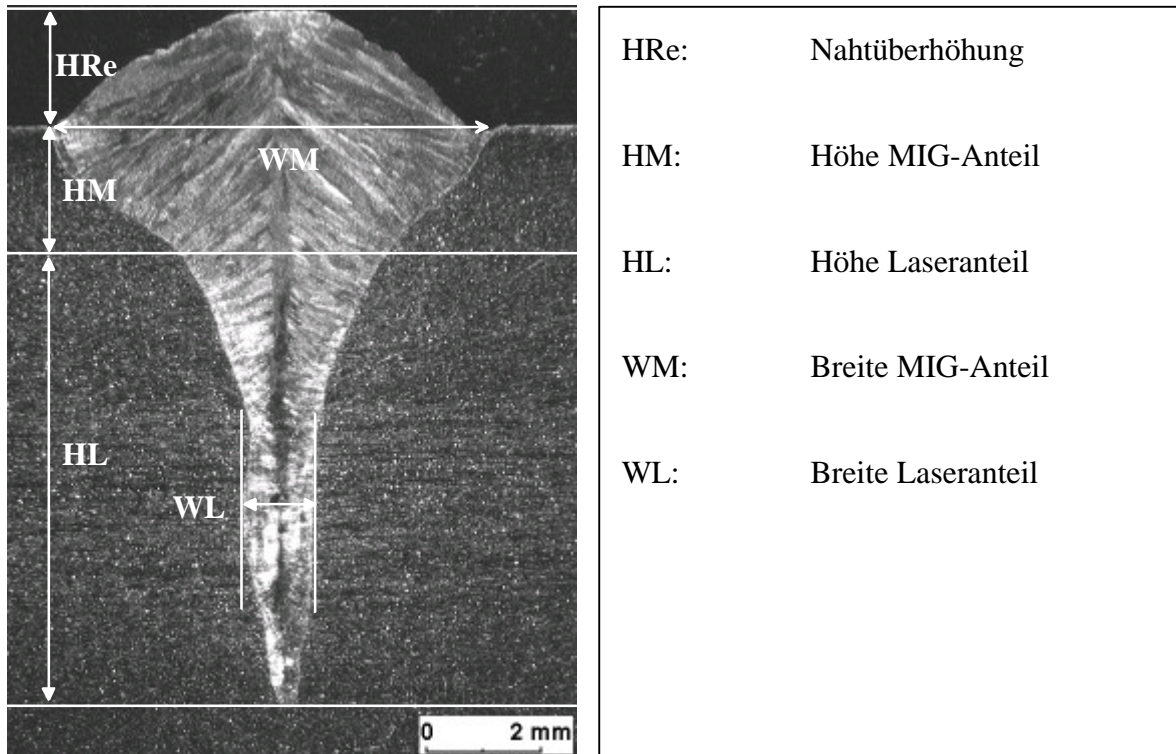 HRe
WM
HM
HL
WL
0 2 mm
HRe: Nahtüberhöhung
HM: Höhe MIG-Anteil
HL: Höhe Laseranteil
WM: Breite MIG-Anteil
WL: Breite Laseranteil